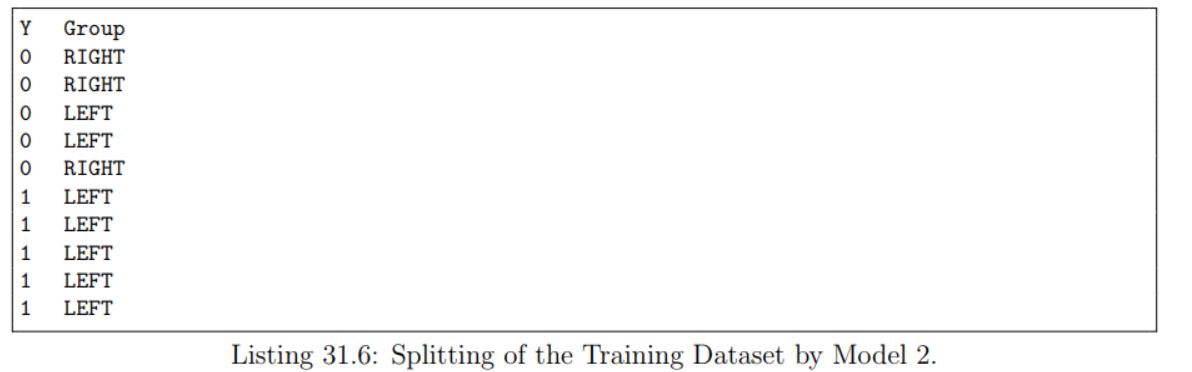 Y Group
0 RIGHT
0 RIGHT
0 LEFT
0 LEFT
0 RIGHT
1 LEFT
1 LEFT
1 LEFT
1 LEFT
1 LEFT
Listing 31.6: Splitting of the Training Dataset by Model 2.